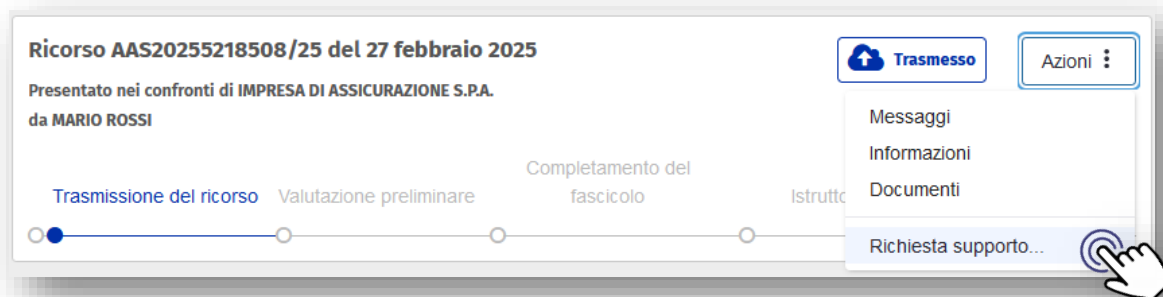 Ricorso AAS20255218508/25 del 27 febbraio 2025
Trasmesso
Azioni
Presentato nei confronti di IMPRESA DI ASSICURAZIONE S.P.A.
da MARIO ROSSI
Messaggi
Informazioni
Documenti
Richiesta supporto...
Trasmissione del ricorso
Valutazione preliminare
Completamento del
fascicolo